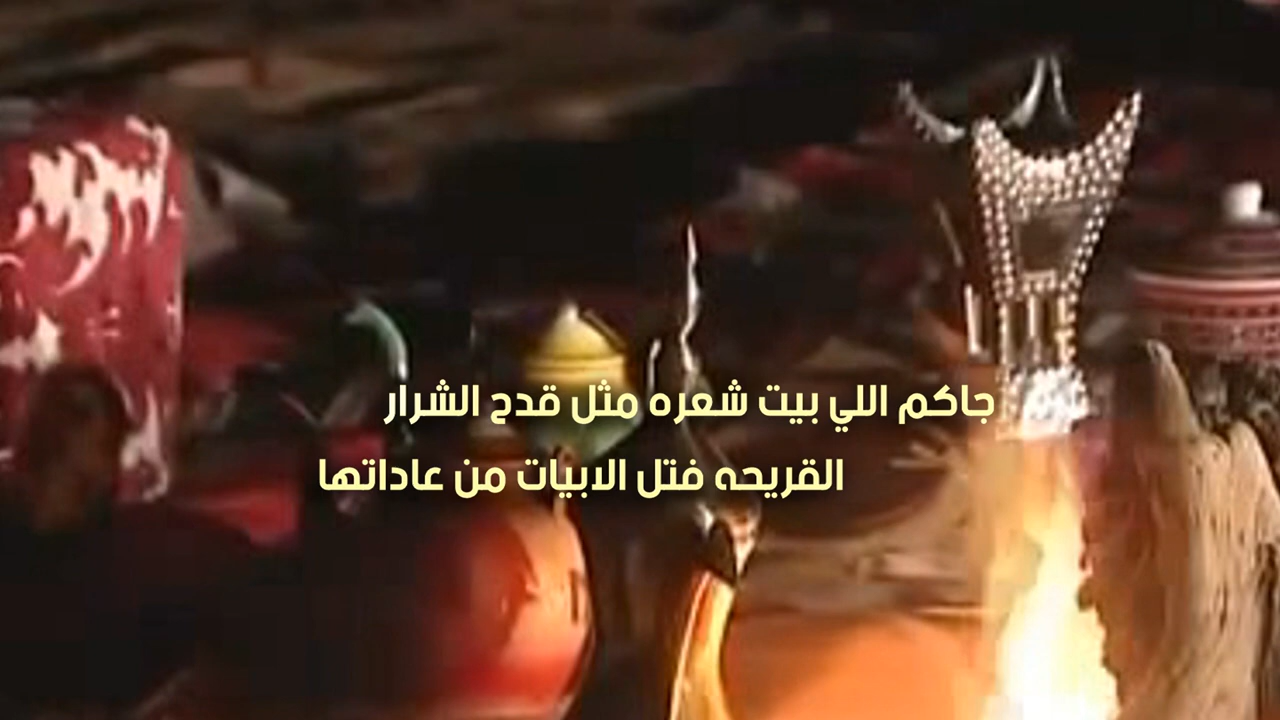 جاكم اللي بيت شعره مثل قدح الشرار
القريحه فتل الابيات من عاداتها